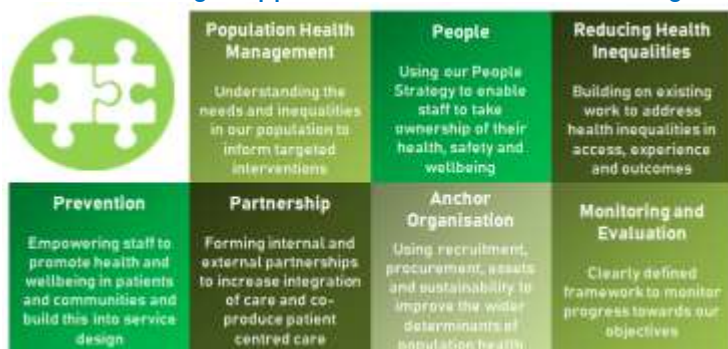 Population Health
Management
Understanding the
needs and inequalities
in our population to
inform targeted
interventions
People
Using our People
Strategy to enable
staff to take
ownership of their
health, safety and
wellbeing
Reducing Health
Inequalities
Building on existing
work to address
health inequalities in
access, experience
and outcomes
Prevention
Empowering staff to
promote health and
wellbeing in patients
and communities and
build this into service
design
Partnership
Forming internal and
external partnerships
to increase integration
of care and co-
produce patient
centred care
Anchor
Organisation
Using recruitment,
procurement, assets
and sustainability to
improve the wider
determinants of
population health
Monitoring and
Evaluation
Clearly defined
framework to monitor
progress towards our
objectives